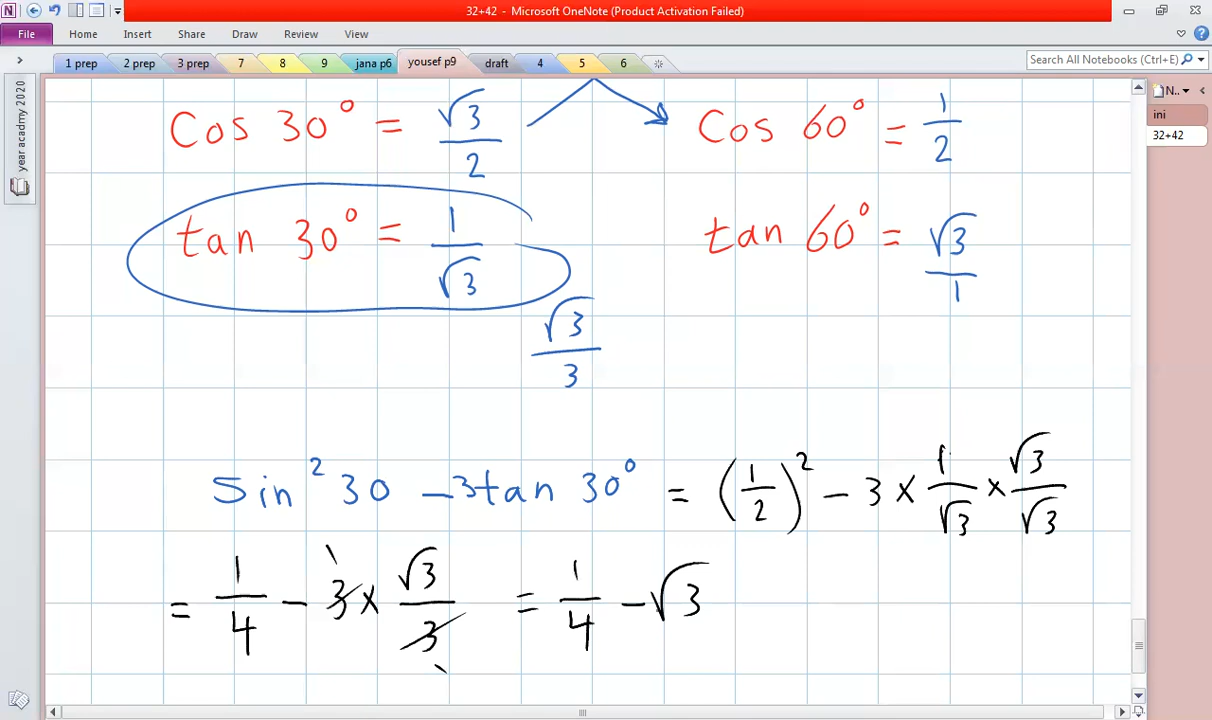 32+42 - Microsoft OneNote (Product Activation Failed)
File Home Insert Share Draw Review View
1 prep 2 prep 3 prep 7 8 9 jana p6 yousef p9 draft 4 5 6
Search All Notebooks (Ctrl+E)
year academy 2020
N..
ini
32+42
Cos 30° = √3/2
Cos 60° = 1/2
tan 30° = 1/√3
tan 60° = √3/1
√3/3
Sin² 30 - 3tan 30° = (1/2)² - 3 × 1/√3 × √3/√3
= 1/4 - 3 × √3/3 = 1/4 - √3